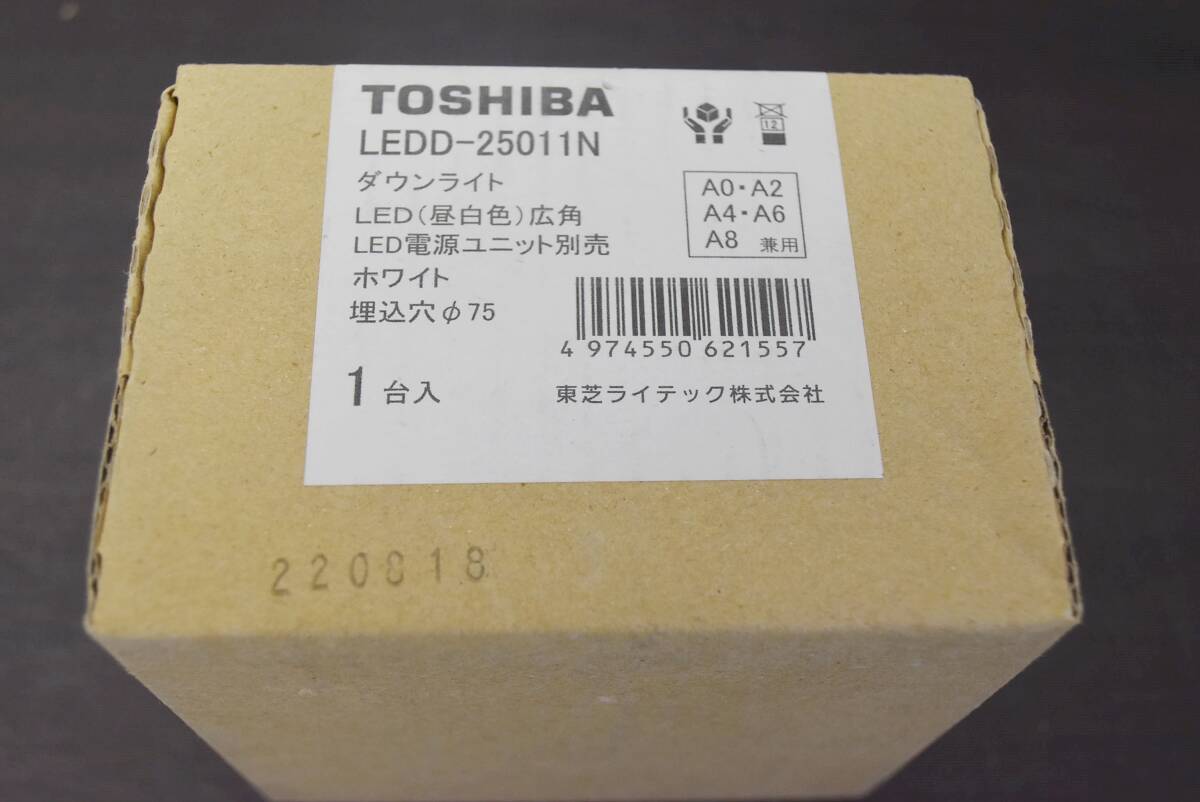 TOSHIBA
LEDD-25011N
ダウンライト
LED(昼白色)広角
LED電源ユニット別売
ホワイト
埋込穴φ75
1台入
12
A0・A2
A4・A6
A8 兼用
4 974550 621557
東芝ライテック株式会社
220818